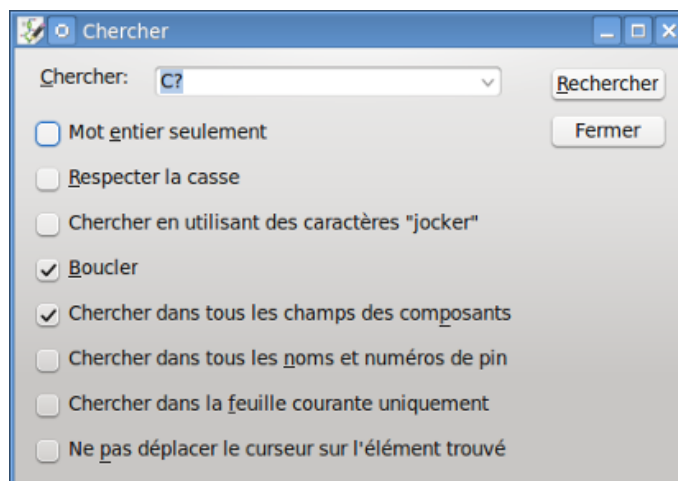 Chercher
Chercher: C? Rechercher
Mot entier seulement Fermer
Respecter la casse
Chercher en utilisant des caractères "jocker"
Boucler
Chercher dans tous les champs des composants
Chercher dans tous les noms et numéros de pin
Chercher dans la feuille courante uniquement
Ne pas déplacer le curseur sur l'élément trouvé